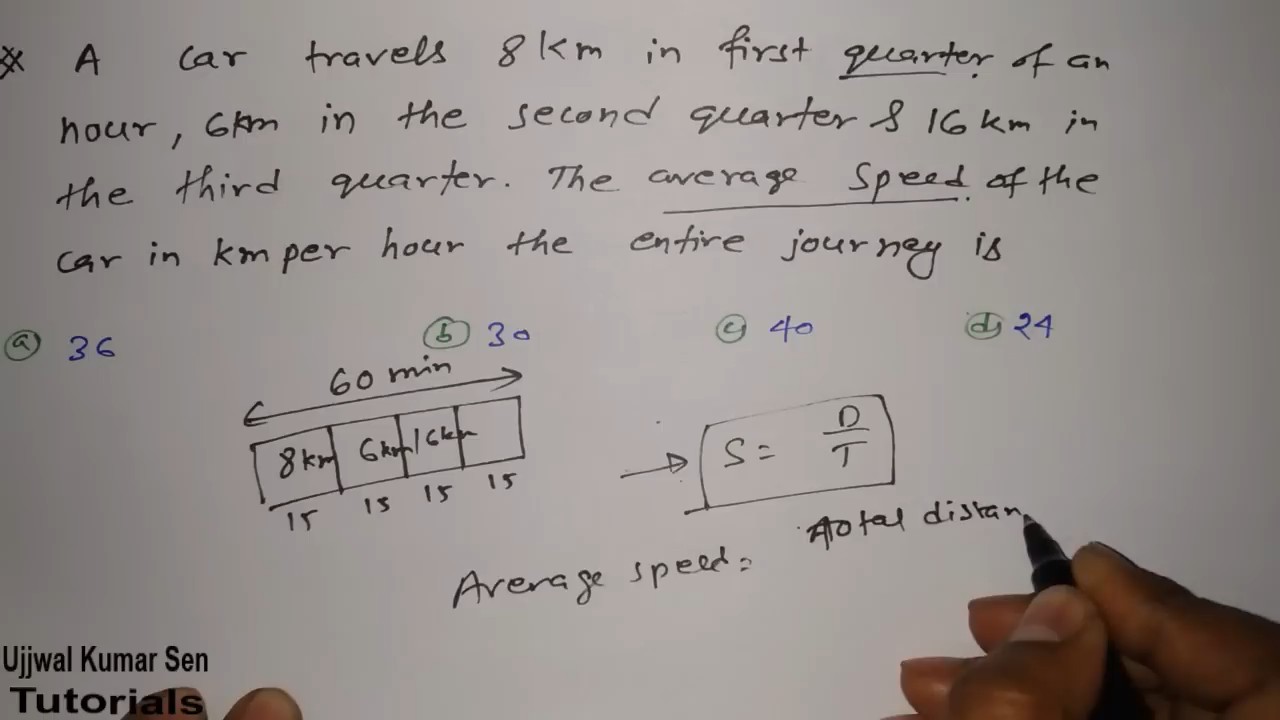 A car travels 8 km in first quarter of an
hour, 6km in the second quarter & 16 km in
the third quarter. The average speed of the
car in km per hour the entire journey is
(a) 36 (b) 30 (c) 40 (d) 24
60 min
8km 6km 16km
15 15 15 15
S = D/T
Average speed = Total distan
Ujjwal Kumar Sen
Tutorials